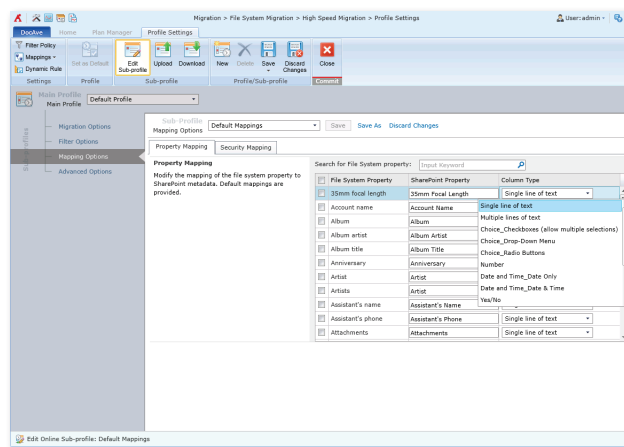 Migration > File System Migration > High Speed Migration > Profile Settings
User: admin
DocAve Home Plan Manager Profile Settings
Filter Policy
Mappings
Dynamic Rule
Set as Default
Edit Sub-profile
Upload
Download
New
Delete
Save
Discard Changes
Close
Settings Profile Sub-profile Profile/Sub-profile Commit
Main Profile
Main Profile Default Profile
Sub-profiles
Migration Options
Filter Options
Mapping Options
Advanced Options
Sub-Profile
Mapping Options Default Mappings Save Save As Discard Changes
Property Mapping Security Mapping
Property Mapping
Modify the mapping of the file system property to
SharePoint metadata. Default mappings are
provided.
Search for File System property: Input Keyword
File System Property SharePoint Property Column Type
35mm focal length 35mm Focal Length Single line of text
Account name Account Name
Album Album
Album artist Album Artist
Album title Album Title
Anniversary Anniversary
Artist Artist
Artists Artist
Assistant's name Assistant's Name
Assistant's phone Assistant's Phone Single line of text
Attachments Attachments Single line of text
Single line of text
Multiple lines of text
Choice_Checkboxes (allow multiple selections)
Choice_Drop-Down Menu
Choice_Radio Buttons
Number
Date and Time_Date Only
Date and Time_Date & Time
Yes/No
Edit Online Sub-profile: Default Mappings